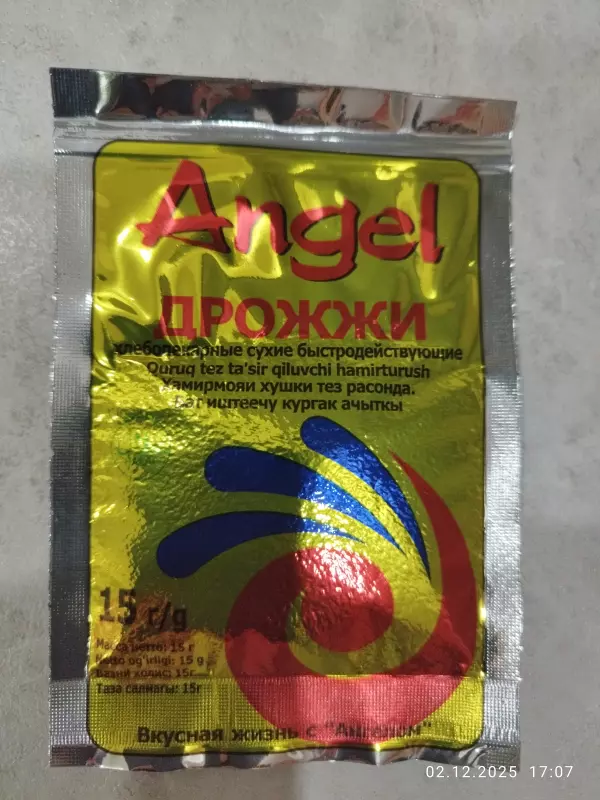 Angel
ДРОЖЖИ
хлебопекарные сухие быстродействующие
Quruq tez ta'sir qiluvchi hamirturush
Хамирмояи хушки тез расонда.
Бат иштеечу кургак ачыткы
15 г/g
Масса нетто: 15 г
Netto og'irligi: 15 g
Вазни холис: 15г
Таза салмагы: 15г
Вкусная жизнь с "Ангелом"
02.12.2025 17:07